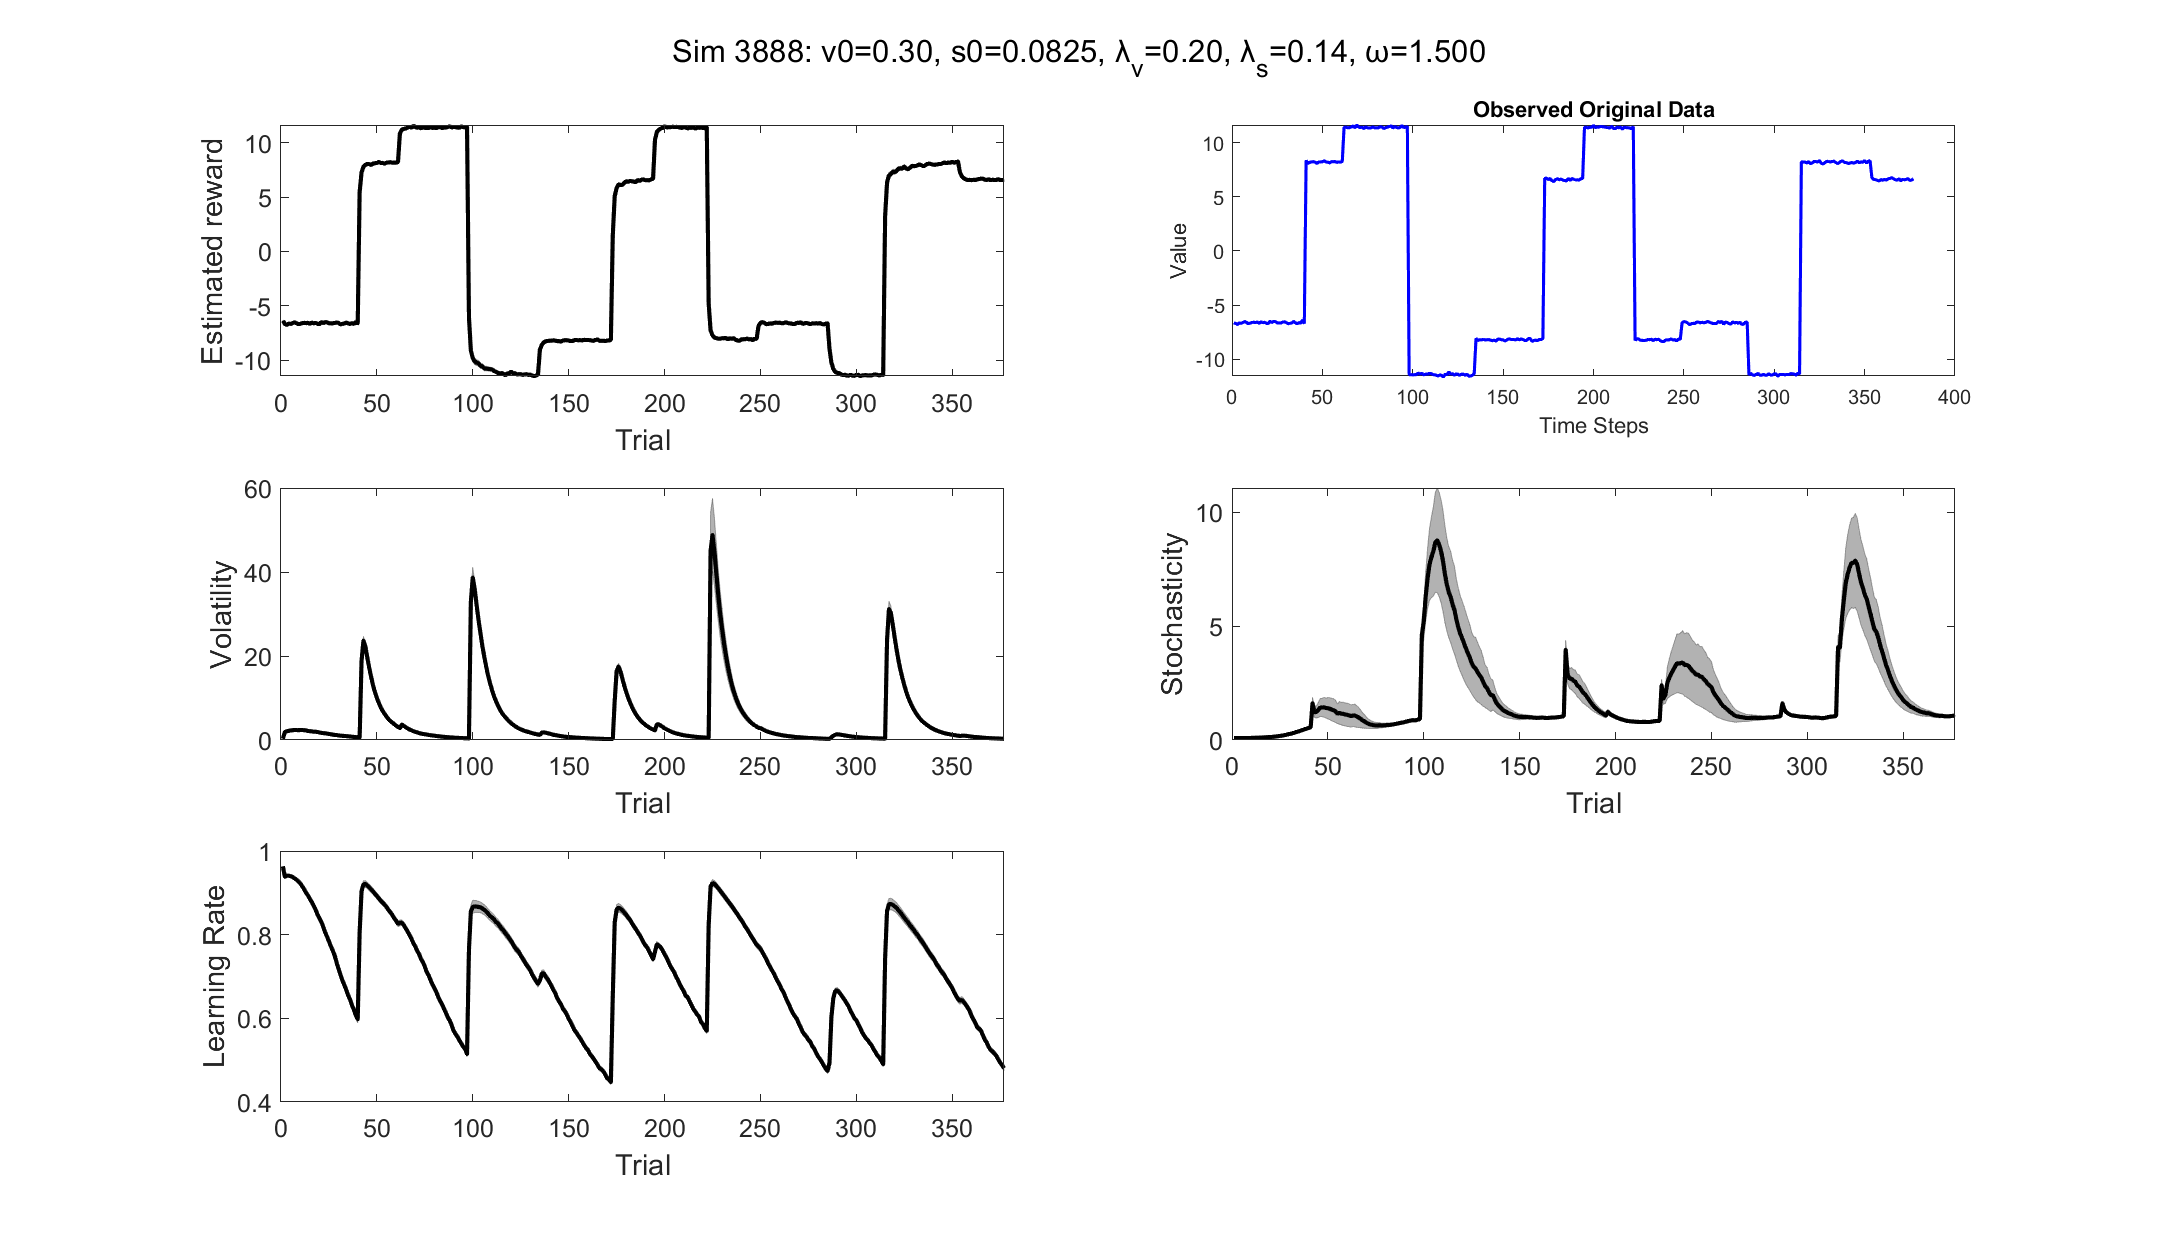 Sim 3888: v0=0.30, s0=0.0825, λv=0.20, λs=0.14, ω=1.500
Estimated reward
10
5
0
-5
-10
0 50 100 150 200 250 300 350
Trial
Observed Original Data
Value
10
5
0
-5
-10
0 50 100 150 200 250 300 350 400
Time Steps
Volatility
60
40
20
0
0 50 100 150 200 250 300 350
Trial
Stochasticity
10
5
0
0 50 100 150 200 250 300 350
Trial
Learning Rate
1
0.8
0.6
0.4
0 50 100 150 200 250 300 350
Trial